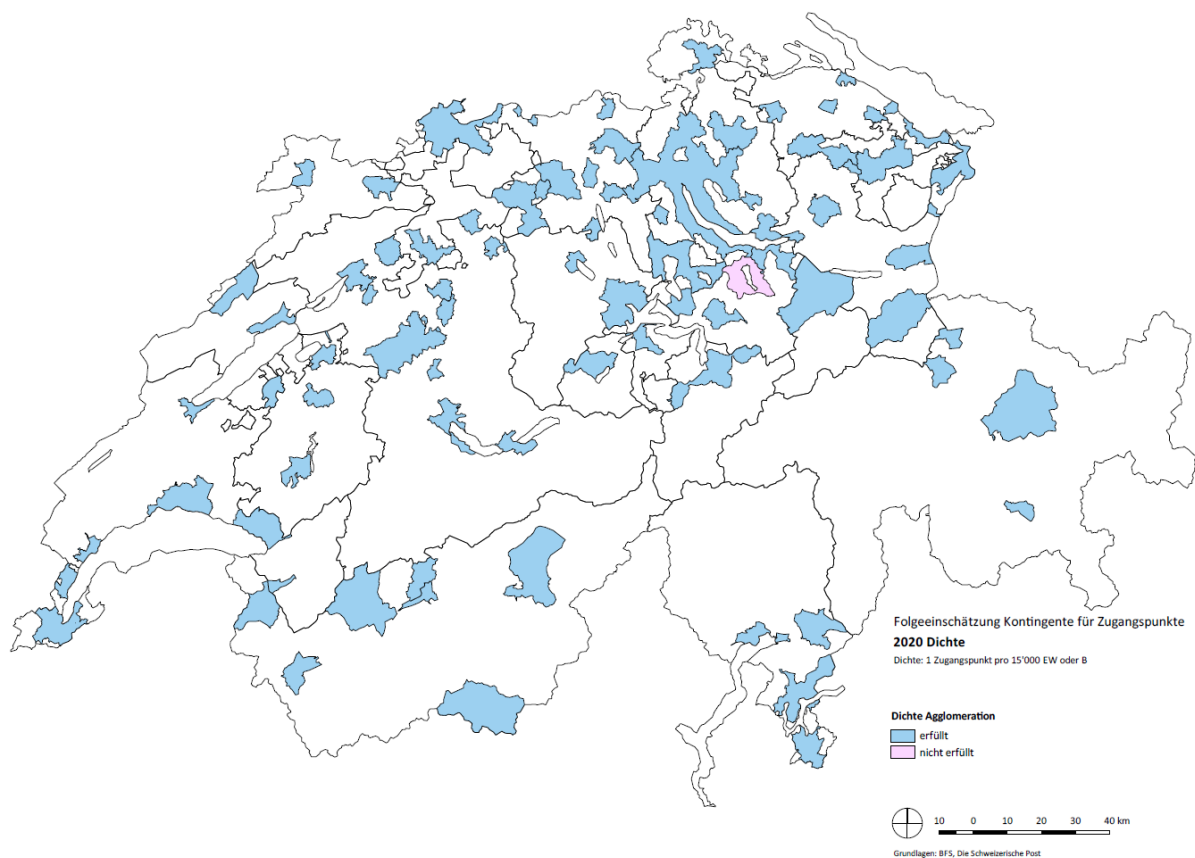 Folgeeinschätzung Kontingente für Zugangspunkte
2020 Dichte
Dichte: 1 Zugangspunkt pro 15'000 EW oder B
Dichte Agglomeration
erfüllt
nicht erfüllt
10 0 10 20 30 40 km
Grundlagen: BFS, Die Schweizerische Post